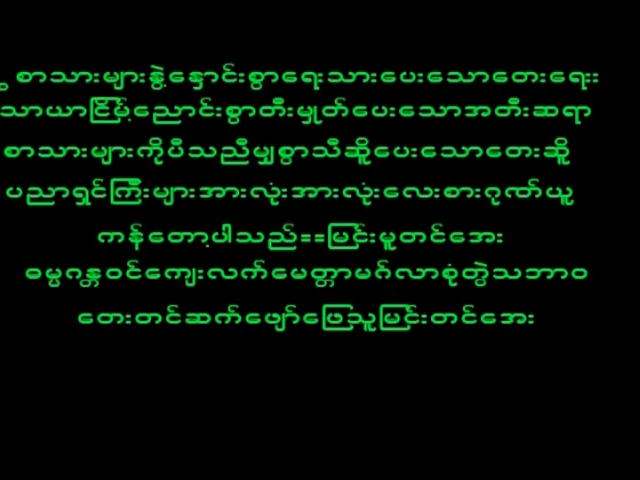 စာသားများနွဲ့နှောင်းစွာရေးသားပေးသောတေးရေး
သာယာငြိမ့်ညောင်းစွာတီးမှုတ်ပေးသောအတီးဆရာ
စာသားများကိုပီသညီမျှစွာသီဆိုပေးသောတေးဆို
ပညာရှင်ကြီးများအားလုံးအားလုံးလေးစားဂုဏ်ယူ
ကန်တော့ပါသည်==မြင်းမူတင်အေး
ဓမ္မဂန္တဝင်ကျေးလက်မေတ္တာမဂ်လာစုံတွဲသဘာဝ
တေးတင်ဆက်ဖျော်ဖြေသူမြင်းတင်အေး